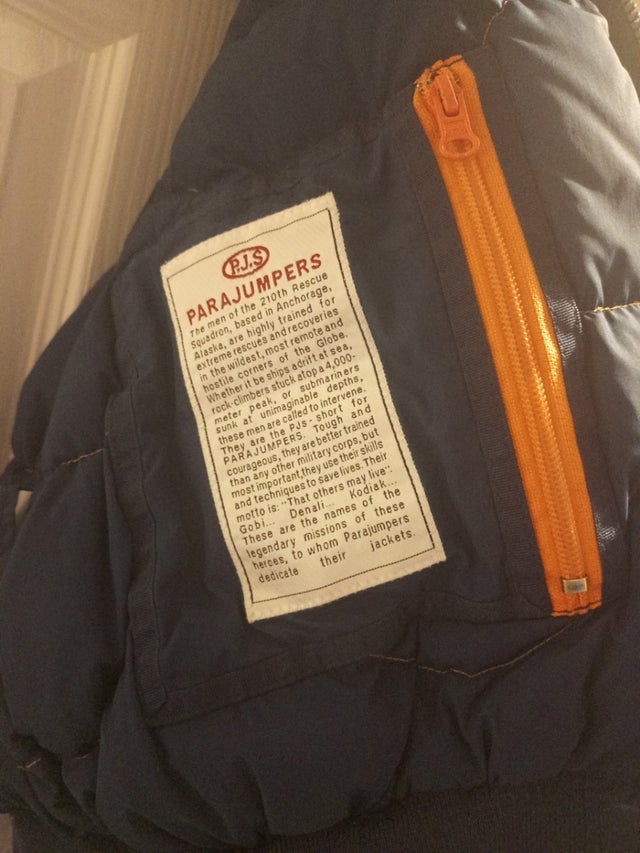 P.J.S
PARAJUMPERS
The men of the 210th Rescue
Squadron, based in Anchorage,
Alaska, are highly trained for
extreme rescues and recoveries
in the wildest, most remote and
hostile corners of the Globe.
Whether it be ships adrift at sea,
rock-climbers stuck atop a 4,000-
meter peak, or submariners
sunk at unimaginable depths,
these men are called to intervene.
They are the PJs - short for
PARAJUMPERS. Tough and
courageous, they are better trained
than any other military corps, but
most important,they use their skills
and techniques to save lives. Their
motto is: "That others may live".
Gobi... Denali... Kodiak...
These are the names of the
legendary missions of these
heroes, to whom Parajumpers
dedicate their jackets.